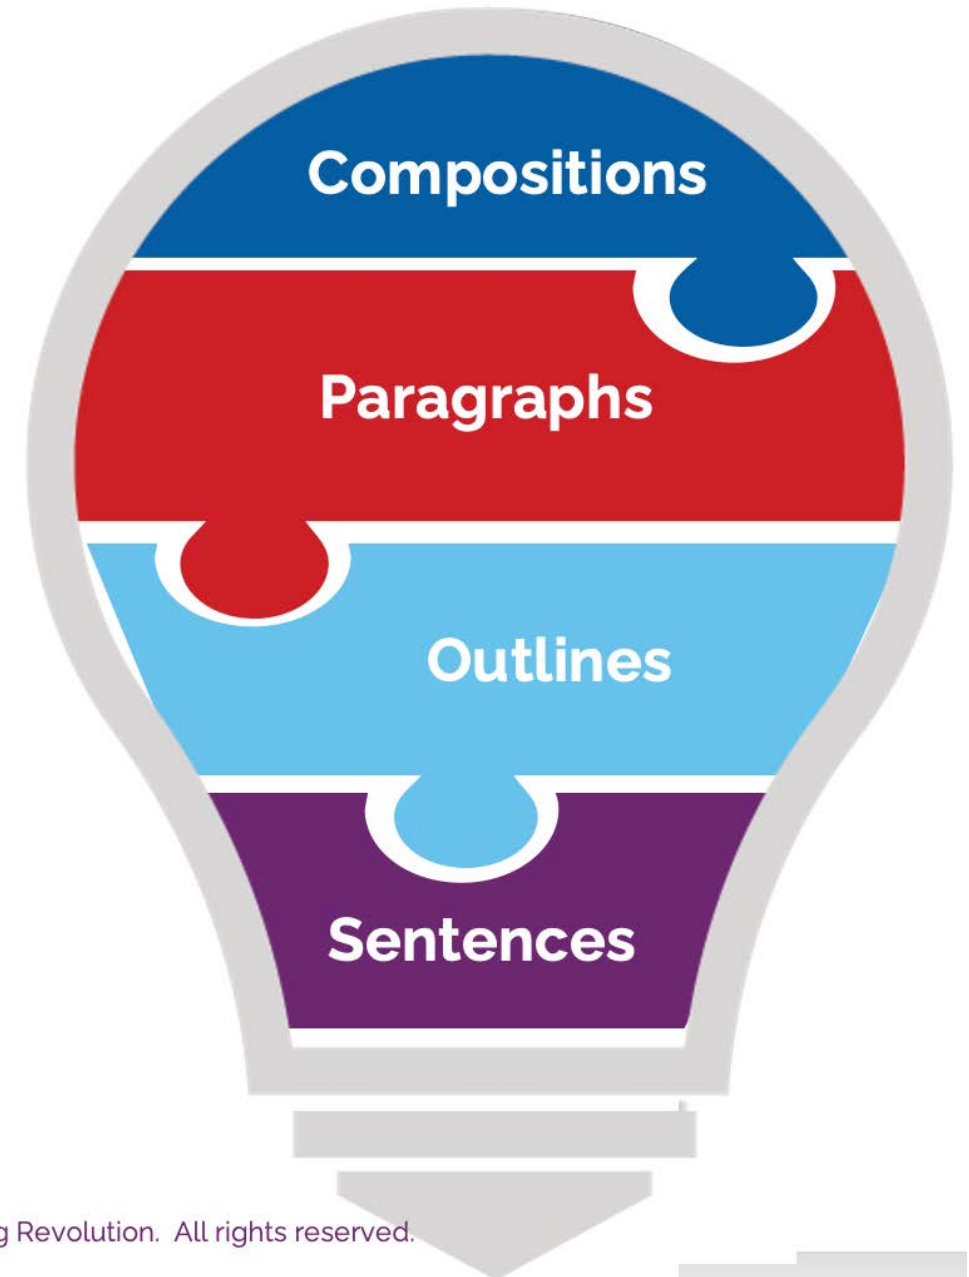 Compositions
Paragraphs
Outlines
Sentences
Revolution. All rights reserved.